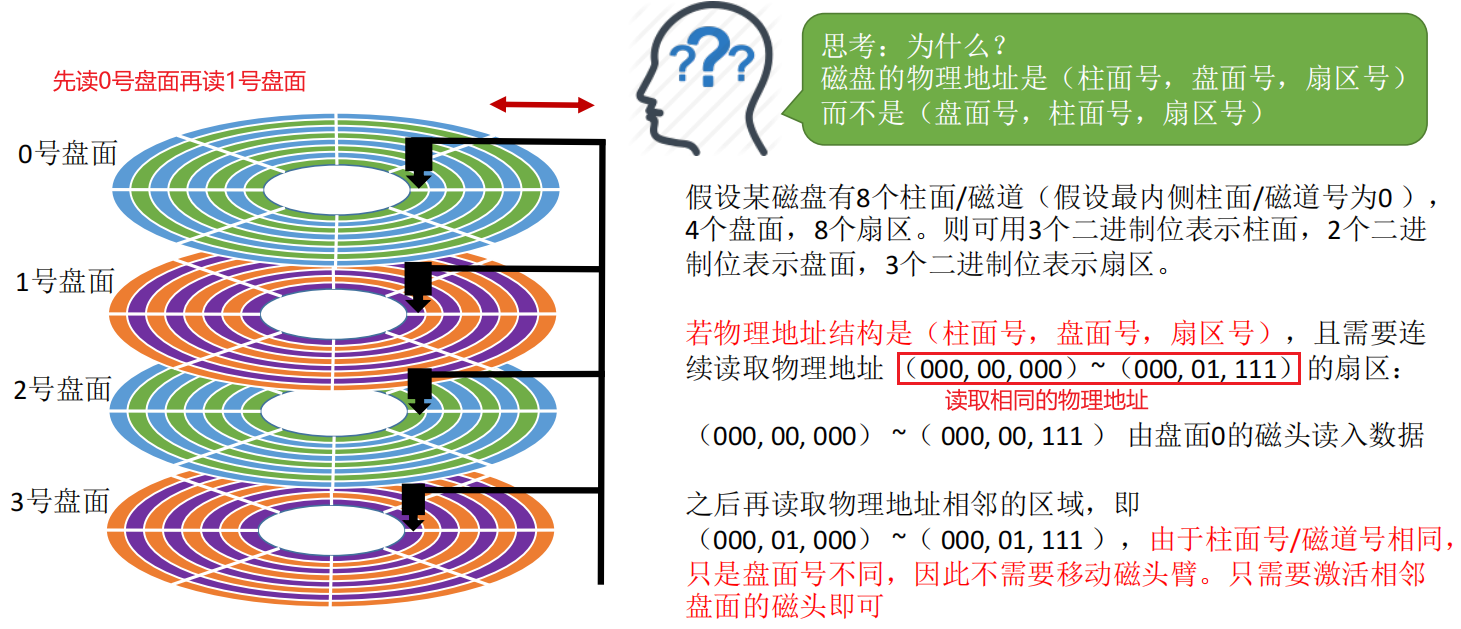 先读0号盘面再读1号盘面
0号盘面
1号盘面
2号盘面
3号盘面
???
思考：为什么？
磁盘的物理地址是（柱面号，盘面号，扇区号）
而不是（盘面号，柱面号，扇区号）
假设某磁盘有8个柱面/磁道（假设最内侧柱面/磁道号为0 ），
4个盘面，8个扇区。则可用3个二进制位表示柱面，2个二进
制位表示盘面，3个二进制位表示扇区。
若物理地址结构是（柱面号，盘面号，扇区号），且需要连
续读取物理地址（000, 00, 000）~（000, 01, 111）的扇区：
读取相同的物理地址
（000, 00, 000） ~（ 000, 00, 111 ） 由盘面0的磁头读入数据
之后再读取物理地址相邻的区域，即
（000, 01, 000） ~（ 000, 01, 111 ），由于柱面号/磁道号相同，
只是盘面号不同，因此不需要移动磁头臂。只需要激活相邻
盘面的磁头即可